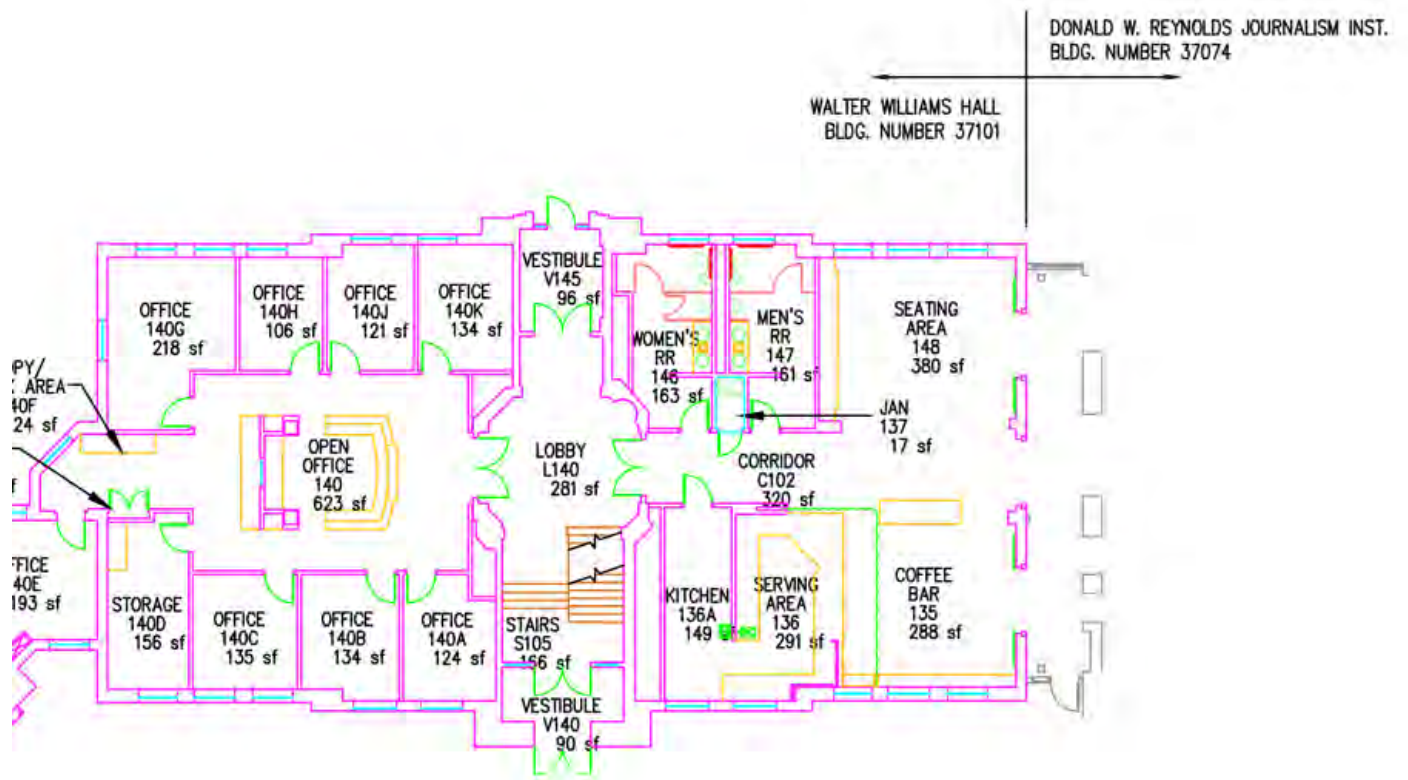 DONALD W. REYNOLDS JOURNALISM INST.
BLDG. NUMBER 37074
WALTER WILLIAMS HALL
BLDG. NUMBER 37101
OFFICE
140G
218 sf
OFFICE
140H
106 sf
OFFICE
140J
121 sf
OFFICE
140K
134 sf
VESTIBULE
V145
96 sf
WOMEN'S
RR
146
163 sf
MEN'S
RR
147
161 sf
SEATING
AREA
148
380 sf
JAN
137
17 sf
PY/
AREA
40F
24 sf
OPEN
OFFICE
140
623 sf
LOBBY
L140
281 sf
CORRIDOR
C102
320 sf
f
FFICE
40E
193 sf
STORAGE
140D
156 sf
OFFICE
140C
135 sf
OFFICE
140B
134 sf
OFFICE
140A
124 sf
STAIRS
S105
166 sf
KITCHEN
136A
149 sf
SERVING
AREA
136
291 sf
COFFEE
BAR
135
288 sf
VESTIBULE
V140
90 sf